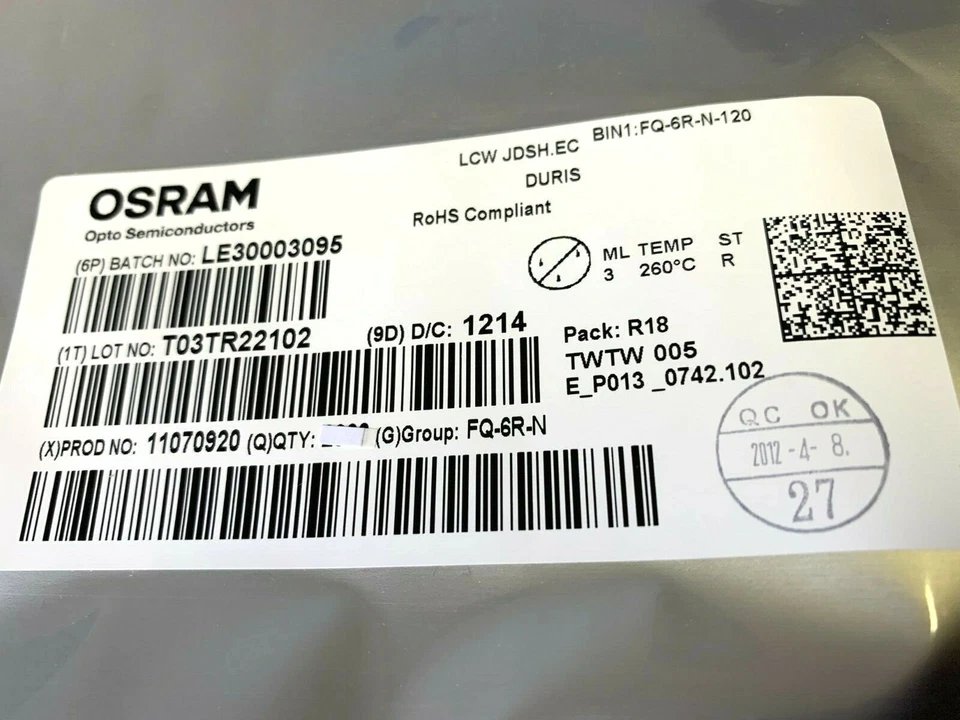 LCW JDSH.EC BIN1:FQ-6R-N-120
DURIS
RoHS Compliant
OSRAM
Opto Semiconductors
(6P) BATCH NO: LE30003095
ML TEMP ST
3 260°C R
(1T) LOT NO: T03TR22102 (9D) D/C: 1214
Pack: R18
TWTW 005
E_P013 _0742.102
(X)PROD NO: 11070920 (Q)QTY: (G)Group: FQ-6R-N
QC OK
2012-4-8.
27